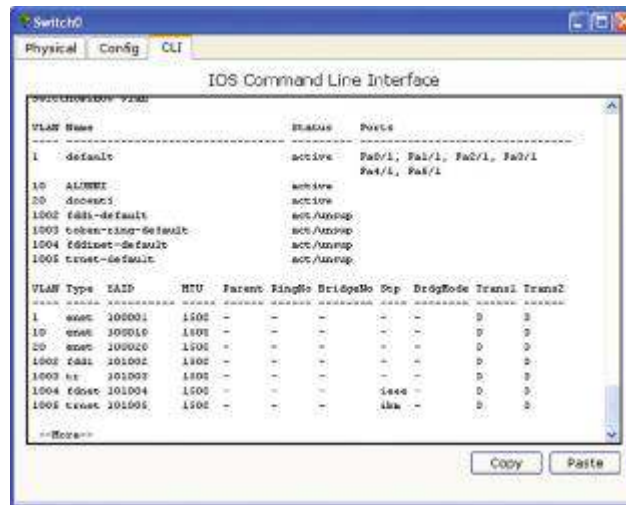 Switch0
Physical Config CLI
IOS Command Line Interface
VLAN Name Status Ports
1 default active Fa0/1, Fa1/1, Fa2/1, Fa3/1
Fa4/1, Fa5/1
10 ALUNNI active
20 docenti active
1002 fddi-default act/unsup
1003 token-ring-default act/unsup
1004 fddinet-default act/unsup
1005 trnet-default act/unsup
VLAN Type SAID MTU Parent RingNo BridgeNo Stp BrdgMode Trans1 Trans2
1 enet 100001 1500 - - - - - 0 0
10 enet 100010 1500 - - - - - 0 0
20 enet 100020 1500 - - - - - 0 0
1002 fddi 101002 1500 - - - - - 0 0
1003 tr 101003 1500 - - - - - 0 0
1004 fdnet 101004 1500 - - - ieee - 0 0
1005 trnet 101005 1500 - - - ibm - 0 0
--More--
Copy Paste